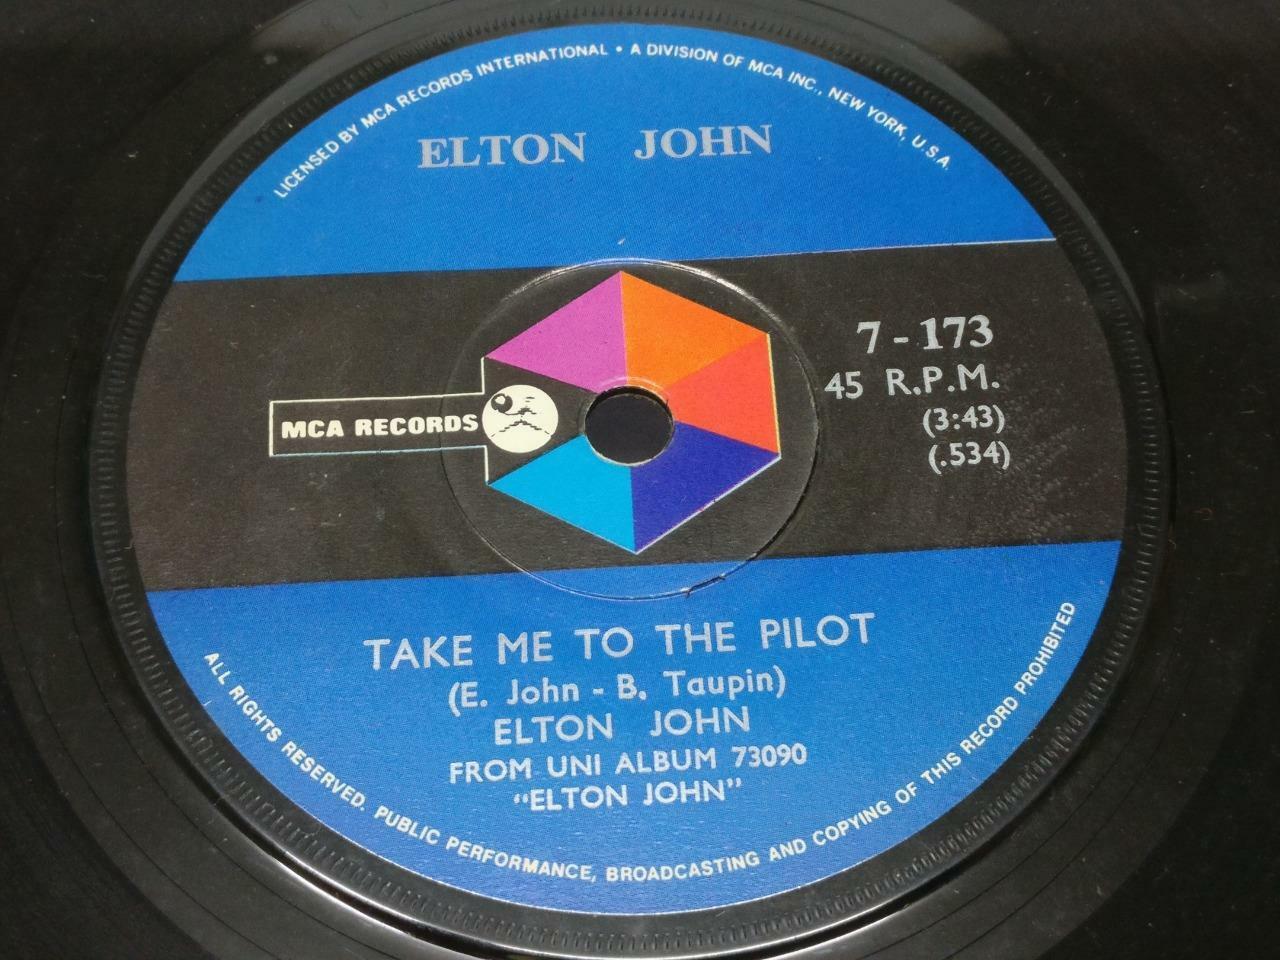 LICENSED BY MCA RECORDS INTERNATIONAL • A DIVISION OF MCA INC., NEW YORK, U.S.A.
ELTON JOHN
7 - 173
45 R.P.M.
(3:43)
(.534)
MCA RECORDS
TAKE ME TO THE PILOT
(E. John - B. Taupin)
ELTON JOHN
FROM UNI ALBUM 73090
“ELTON JOHN”
ALL RIGHTS RESERVED. PUBLIC PERFORMANCE, BROADCASTING AND COPYING OF THIS RECORD PROHIBITED